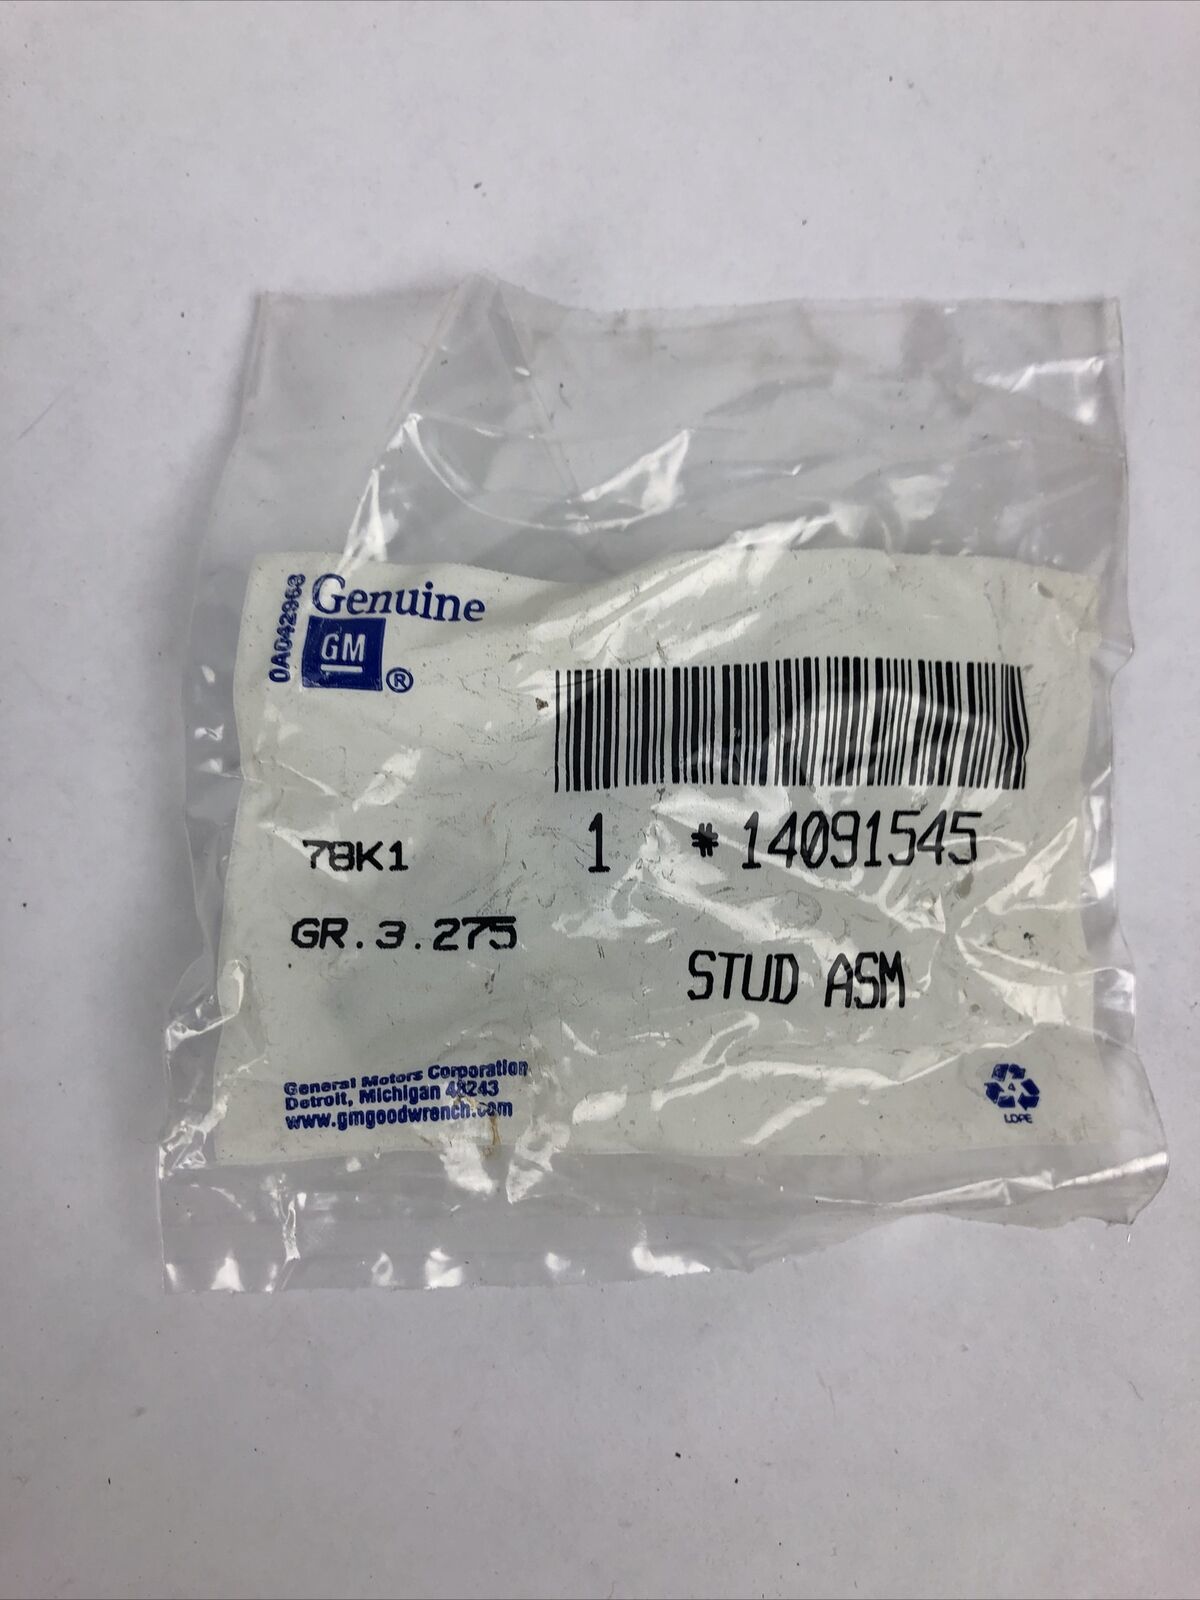 Genuine
GM ®
78K1
1 * 14091545
GR.3.275
STUD ASM
General Motors Corporation
Detroit, Michigan 48243
www.gmgoodwrench.com
4
LDPE